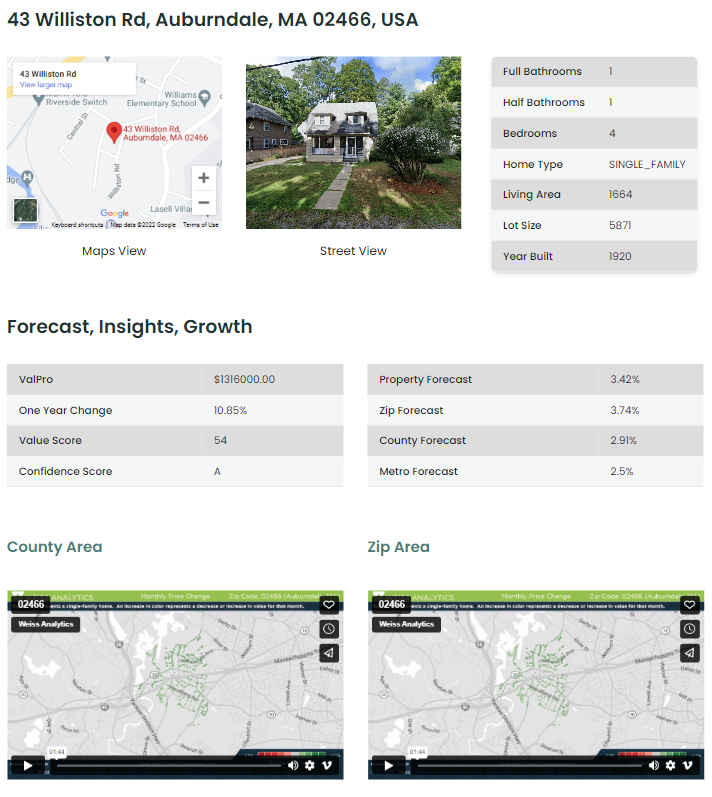 43 Williston Rd, Auburndale, MA 02466, USA
43 Williston Rd
View larger map
Riverside Switch
Williams
Elementary School
Central St
43 Williston Rd,
Auburndale, MA 02466
Williston Rd
Lasell Villag
Google
Keyboard shortcuts Map data ©2022 Google Terms of Use
Maps View
Street View
Full Bathrooms 1
Half Bathrooms 1
Bedrooms 4
Home Type SINGLE_FAMILY
Living Area 1664
Lot Size 5871
Year Built 1920
Forecast, Insights, Growth
ValPro $1316000.00
One Year Change 10.85%
Value Score 54
Confidence Score A
Property Forecast 3.42%
Zip Forecast 3.74%
County Forecast 2.91%
Metro Forecast 2.5%
County Area
Zip Area
ANALYTICS Monthly Price Change Zip Code: 02466 (Auburnda
02466
ents a single-family home. An increase in color represents a decrease or increase in value for that month.
Weiss Analytics
Massachusetts T
01:44
ANALYTICS Monthly Price Change Zip Code: 02466 (Auburnda
02466
ents a single-family home. An increase in color represents a decrease or increase in value for that month.
Weiss Analytics
Massachusetts T
01:44